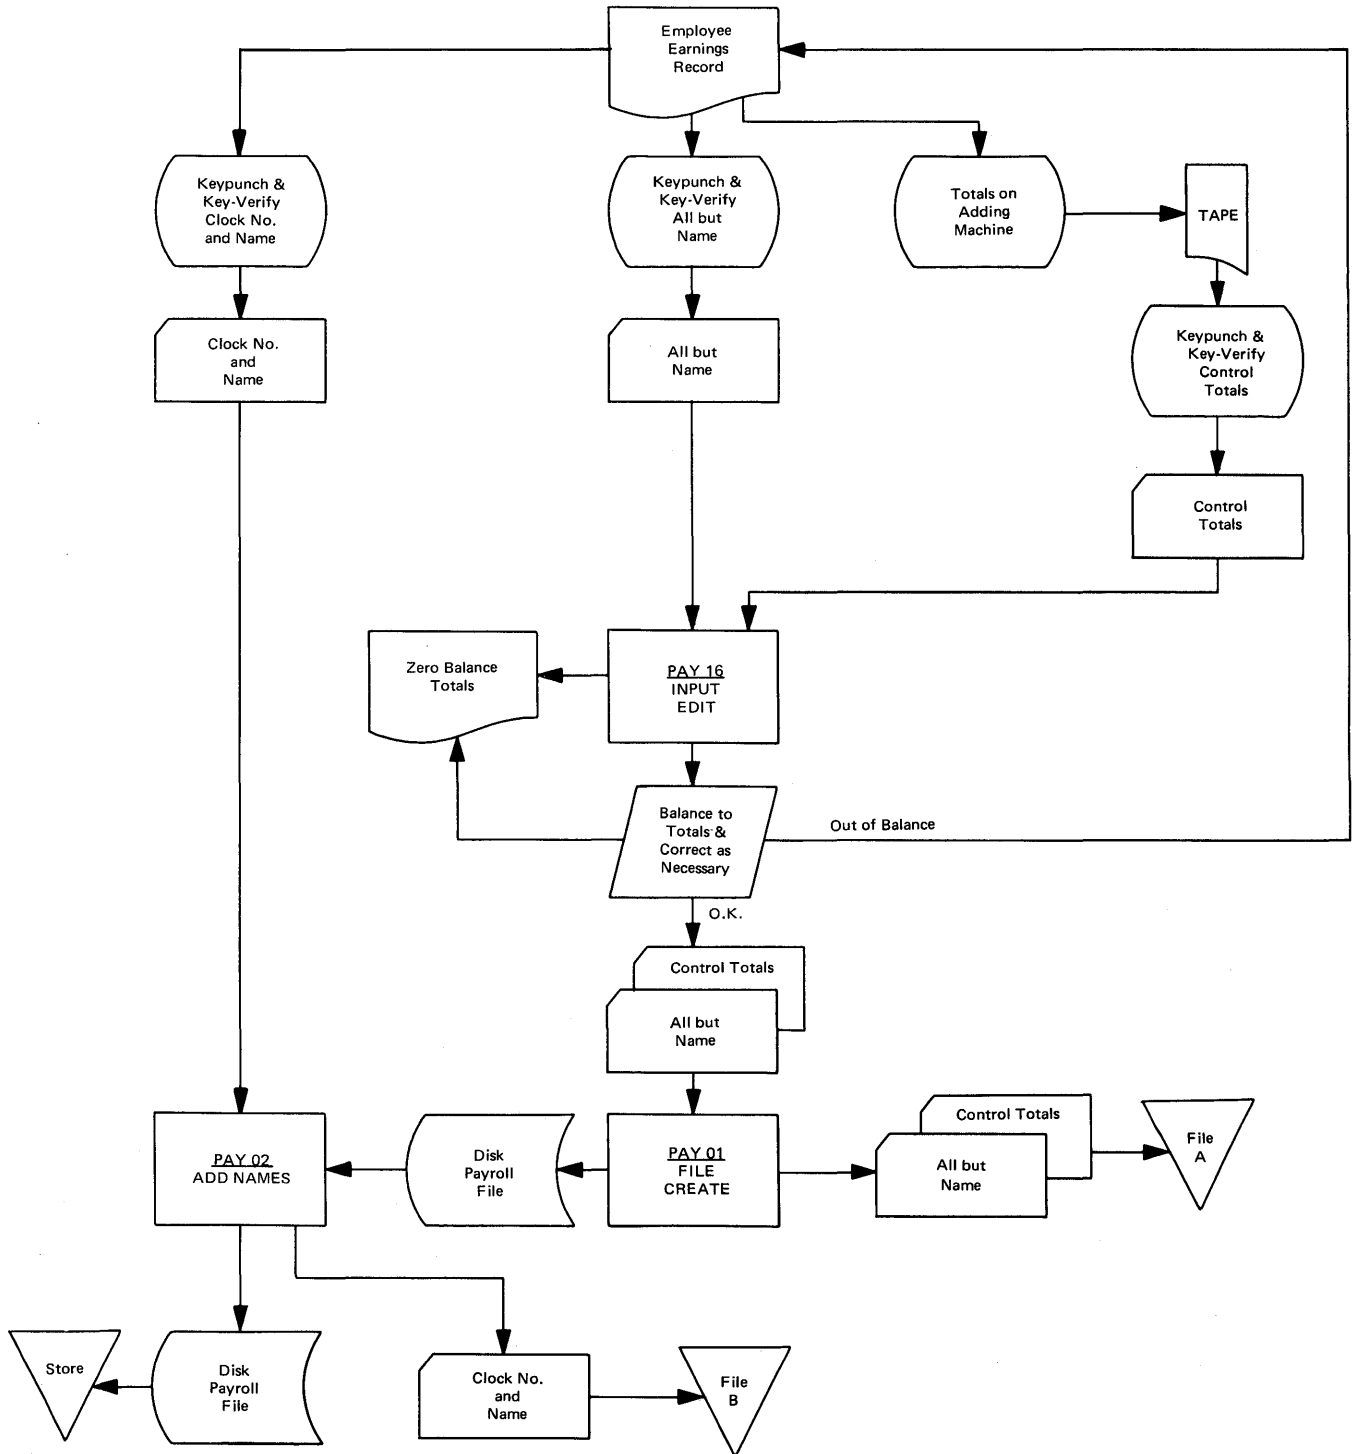 Employee
Earnings
Record
Keypunch &
Key-Verify
Clock No.
and Name
Keypunch &
Key-Verify
All but
Name
Totals on
Adding
Machine
TAPE
Clock No.
and
Name
All but
Name
Keypunch &
Key-Verify
Control
Totals
Control
Totals
Zero Balance
Totals
PAY 16
INPUT
EDIT
Balance to
Totals &
Correct as
Necessary
Out of Balance
O.K.
Control Totals
All but
Name
PAY 02
ADD NAMES
Disk
Payroll
File
PAY 01
FILE
CREATE
Control Totals
All but
Name
File
A
Store
Disk
Payroll
File
Clock No.
and
Name
File
B